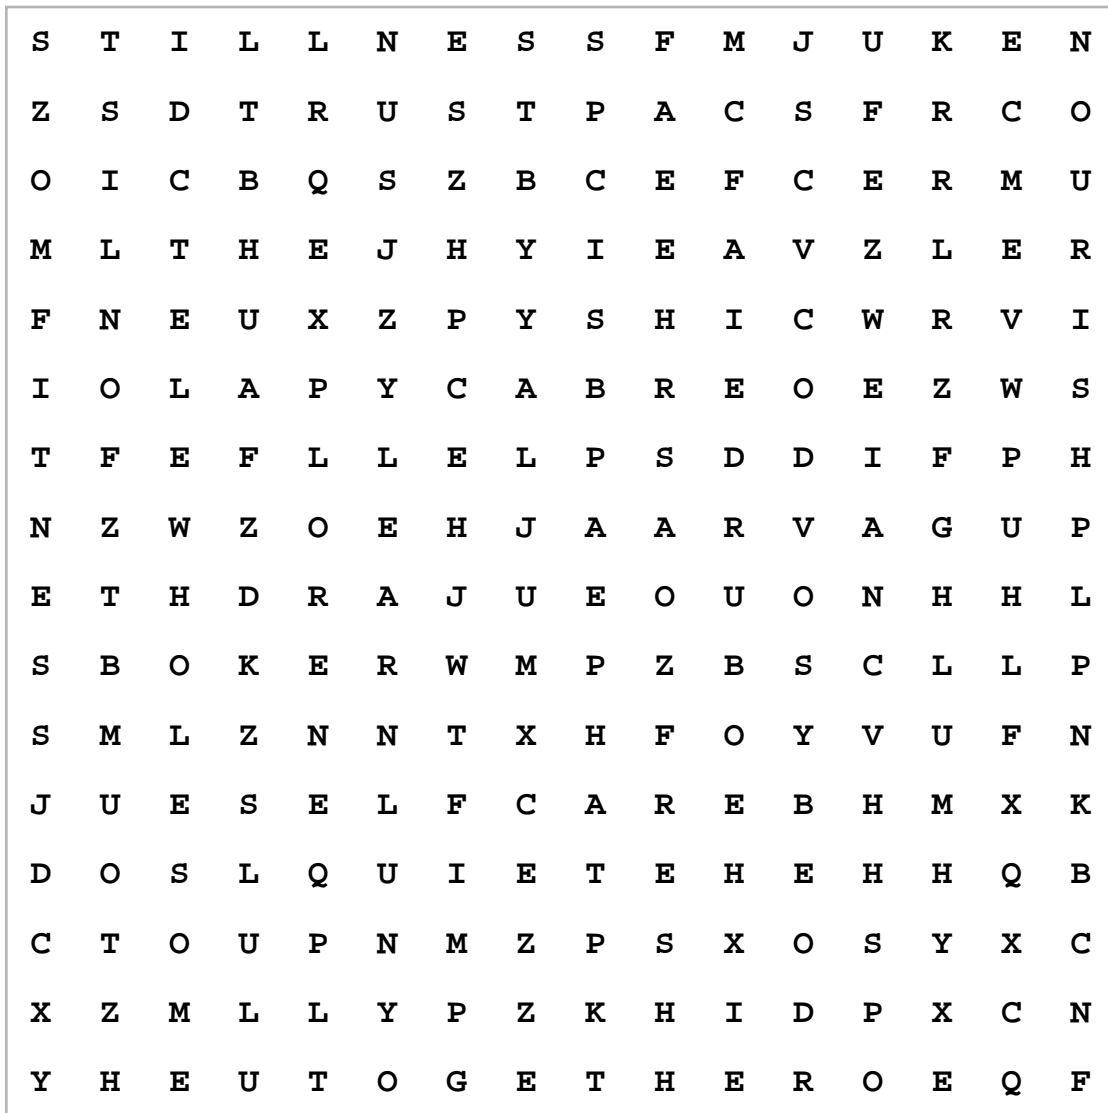 S T I L L N E S S F M J U K E N
Z S D T R U S T P A C S F R C O
O I C B Q S Z B C E F C E R M U
M L T H E J H Y I E A V Z L E R
F N E U X Z P Y S H I C W R V I
I O L A P Y C A B R E O E Z W S
T F E F L L E L P S D D I F P H
N Z W Z O E H J A A R V A G U P
E T H D R A J U E O U O N H H L
S B O K E R W M P Z B S C L L P
S M L Z N N T X H F O Y V U F N
J U E S E L F C A R E B H M X K
D O S L Q U I E T E H E H H Q B
C T O U P N M Z P S X O S Y X C
X Z M L L Y P Z K H I D P X C N
Y H E U T O G E T H E R O E Q F